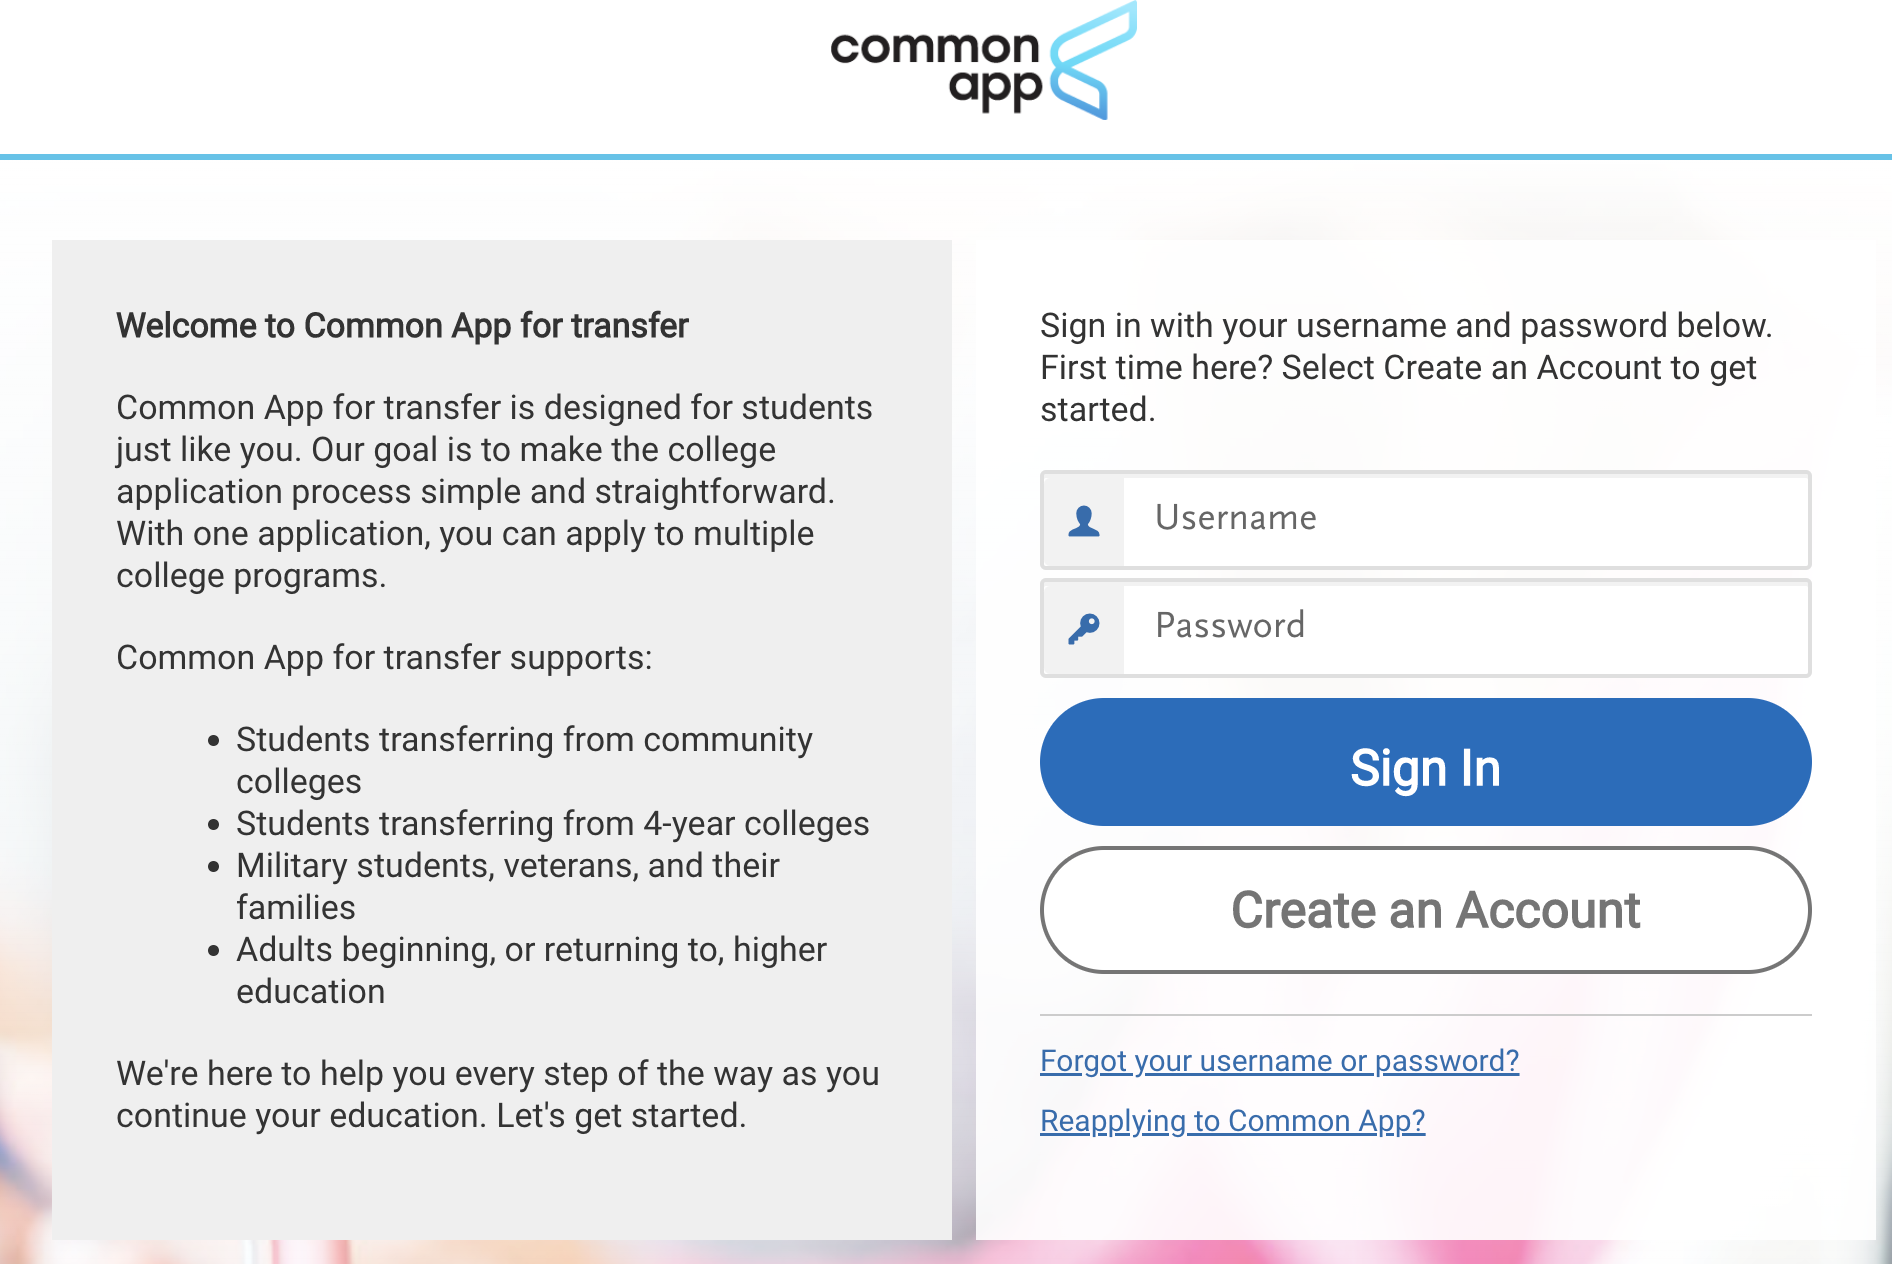 common
app
Welcome to Common App for transfer
Common App for transfer is designed for students
just like you. Our goal is to make the college
application process simple and straightforward.
With one application, you can apply to multiple
college programs.
Common App for transfer supports:
• Students transferring from community
colleges
• Students transferring from 4-year colleges
• Military students, veterans, and their
families
• Adults beginning, or returning to, higher
education
We're here to help you every step of the way as you
continue your education. Let's get started.
Sign in with your username and password below.
First time here? Select Create an Account to get
started.
Username
Password
Sign In
Create an Account
Forgot your username or password?
Reapplying to Common App?